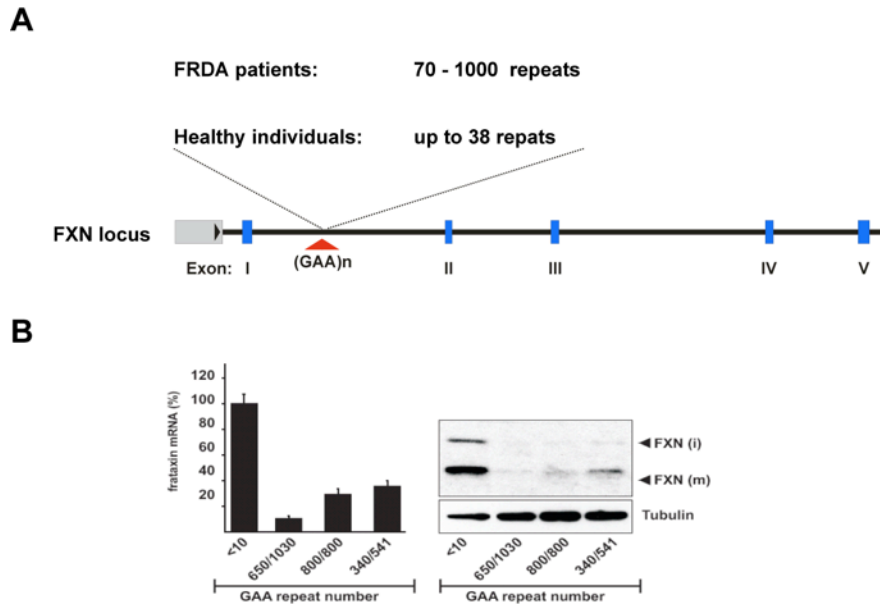 A
FRDA patients: 70 - 1000 repeats
Healthy individuals: up to 38 repats
FXN locus
(GAA)n
Exon: I II III IV V
B
frataxin mRNA (%)
120
100
80
60
40
20
<10 650/1030 800/800 340/541
GAA repeat number
FXN (i)
FXN (m)
Tubulin
<10 650/1030 800/800 340/541
GAA repeat number